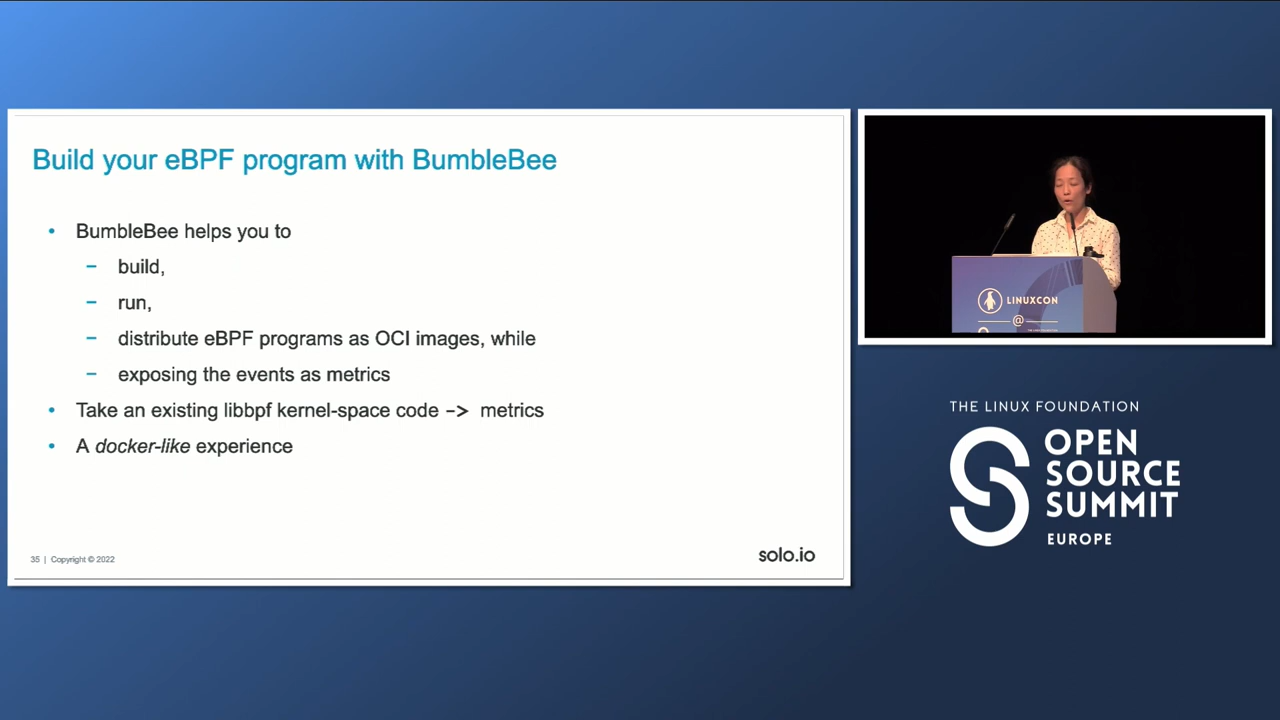 Build your eBPF program with BumbleBee
• BumbleBee helps you to
– build,
– run,
– distribute eBPF programs as OCI images, while
– exposing the events as metrics
• Take an existing libbpf kernel-space code –> metrics
• A docker-like experience
35 | Copyright © 2022
solo.io
LINUXCON
@
THE LINUX FOUNDATION
OPEN
SOURCE
SUMMIT
EUROPE